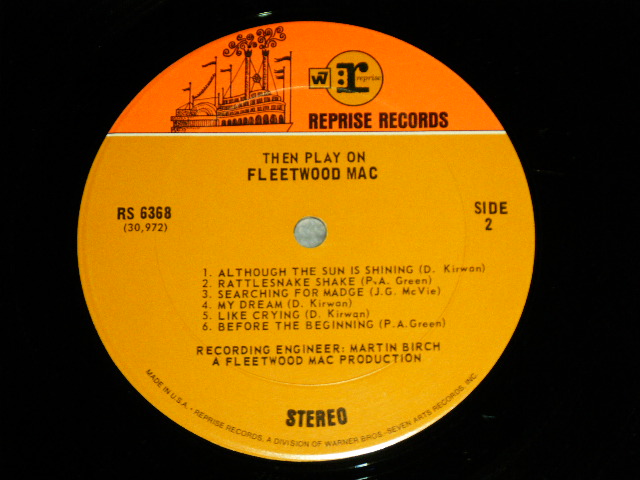 W7
r: reprise
REPRISE RECORDS
THEN PLAY ON
FLEETWOOD MAC
RS 6368
(30,972)
SIDE
2
1. ALTHOUGH THE SUN IS SHINING (D. Kirwan)
2. RATTLESNAKE SHAKE (P.A. Green)
3. SEARCHING FOR MADGE (J.G. McVie)
4. MY DREAM (D. Kirwan)
5. LIKE CRYING (D. Kirwan)
6. BEFORE THE BEGINNING (P.A. Green)
RECORDING ENGINEER: MARTIN BIRCH
A FLEETWOOD MAC PRODUCTION
STEREO
MADE IN U.S.A. • REPRISE RECORDS, A DIVISION OF WARNER BROS.-SEVEN ARTS RECORDS, INC.